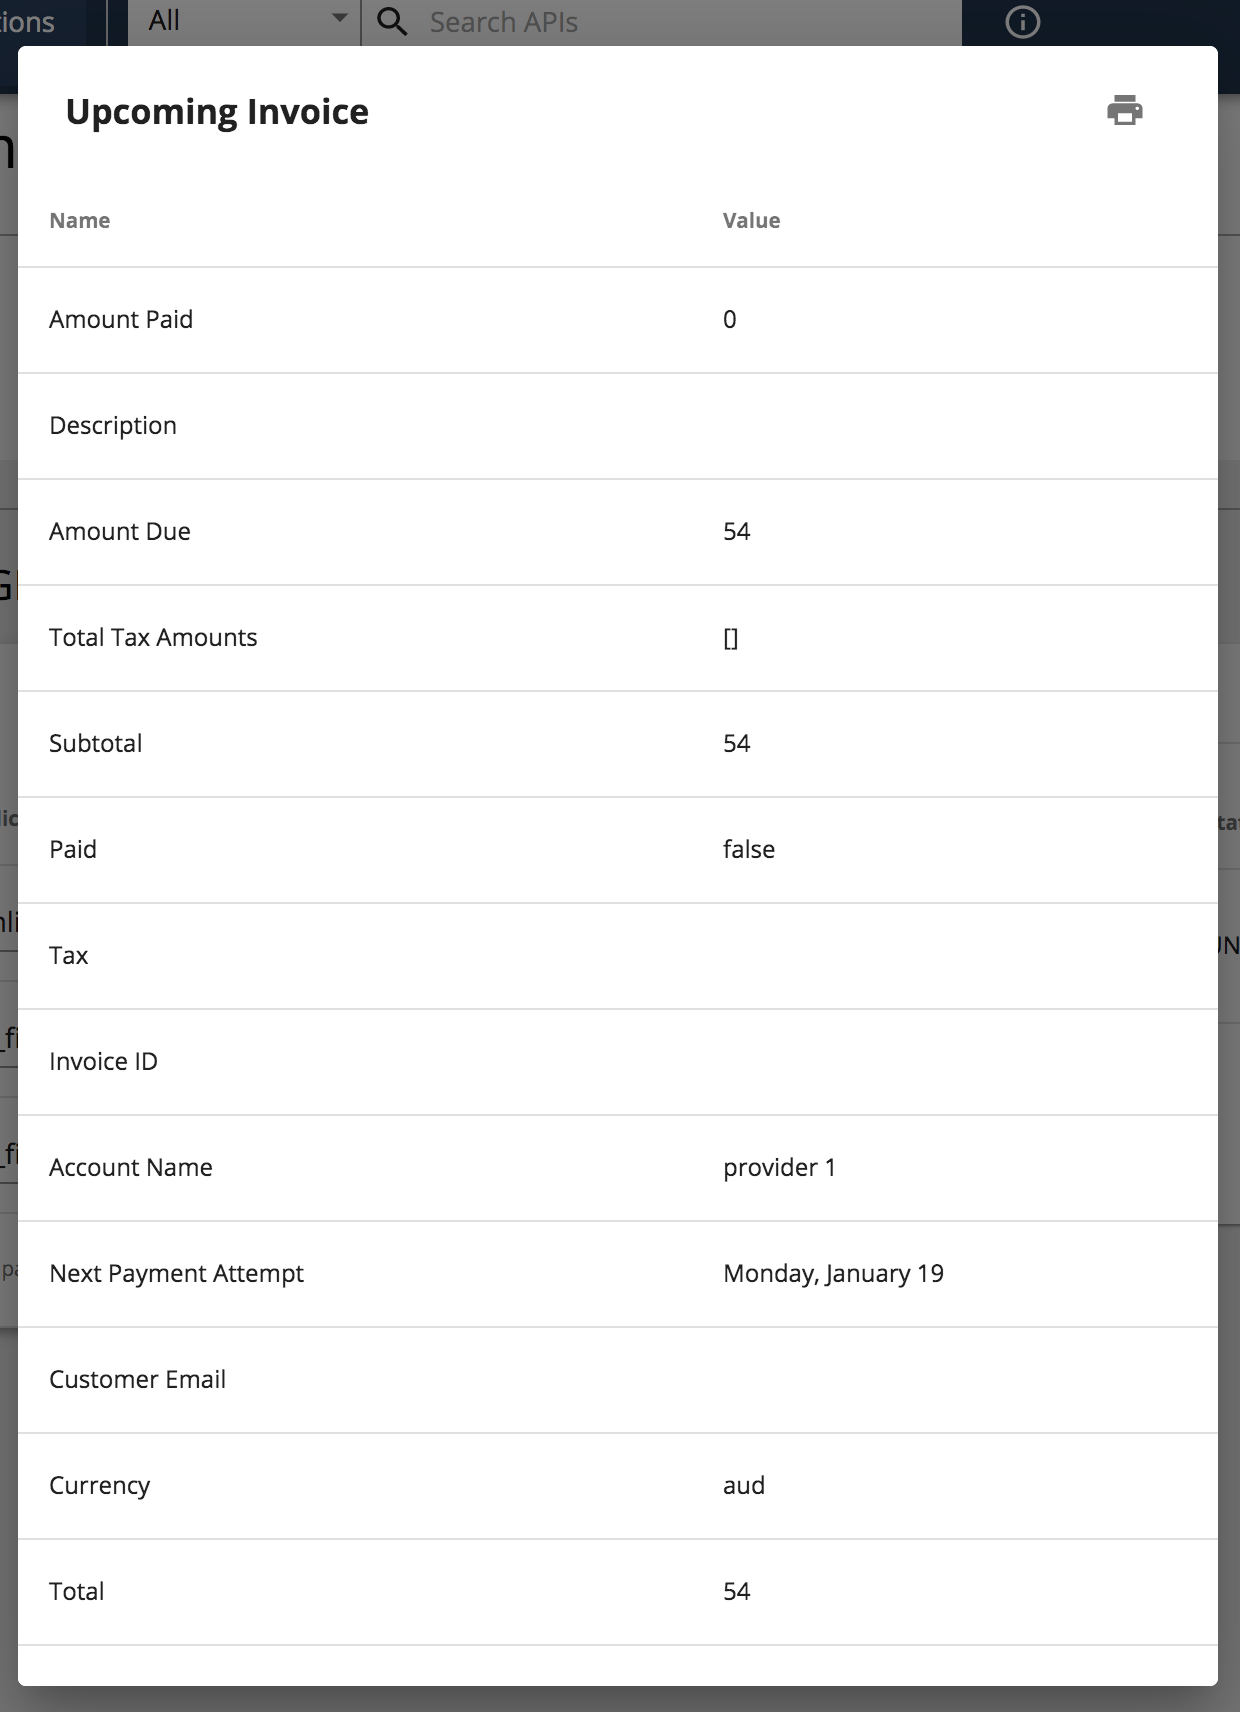 All
Search APIs
Upcoming Invoice
Name Value
Amount Paid 0
Description
Amount Due 54
Total Tax Amounts []
Subtotal 54
Paid false
Tax
Invoice ID
Account Name provider 1
Next Payment Attempt Monday, January 19
Customer Email
Currency aud
Total 54